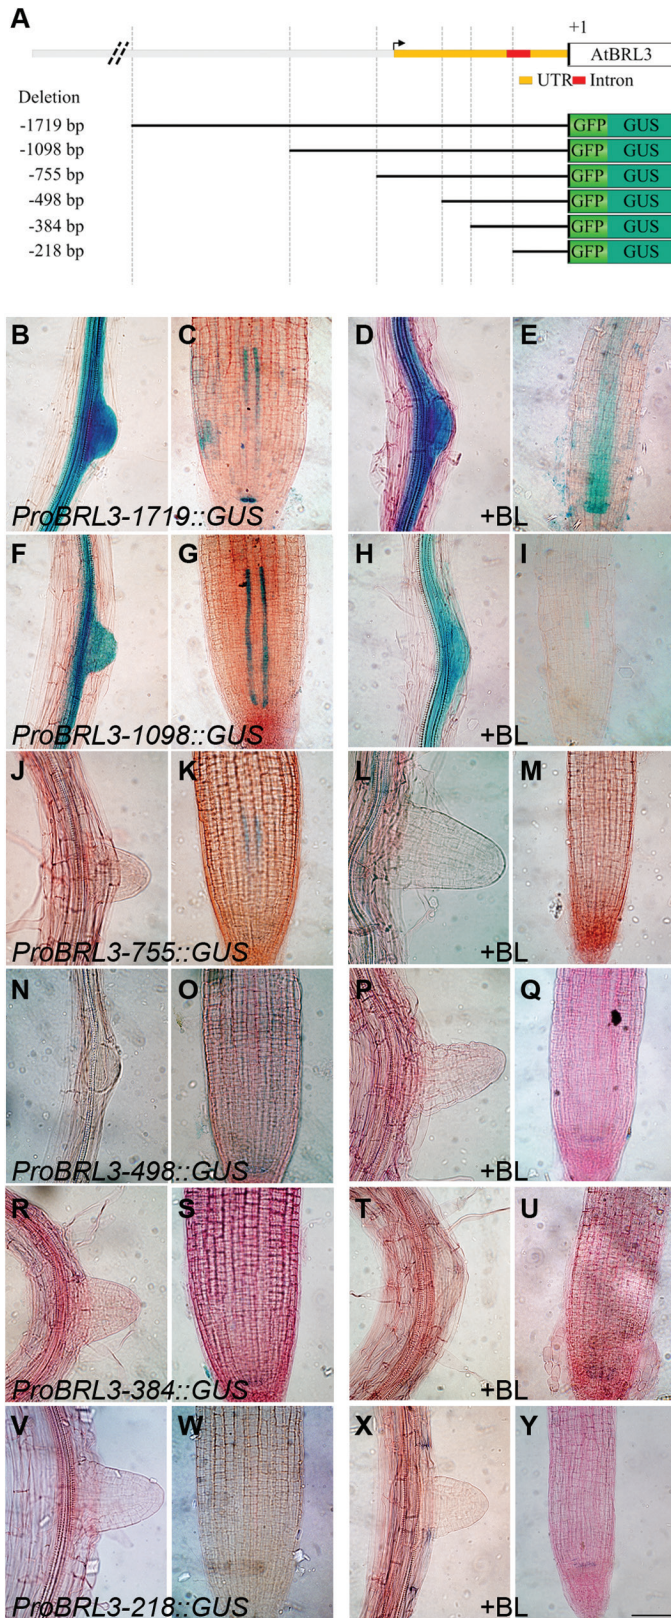 A
+1
AtBRL3
UTR Intron
Deletion
-1719 bp GFP GUS
-1098 bp GFP GUS
-755 bp GFP GUS
-498 bp GFP GUS
-384 bp GFP GUS
-218 bp GFP GUS
B C D E
ProBRL3-1719::GUS +BL
F G H I
ProBRL3-1098::GUS +BL
J K L M
ProBRL3-755::GUS +BL
N O P Q
ProBRL3-498::GUS +BL
R S T U
ProBRL3-384::GUS +BL
V W X Y
ProBRL3-218::GUS +BL